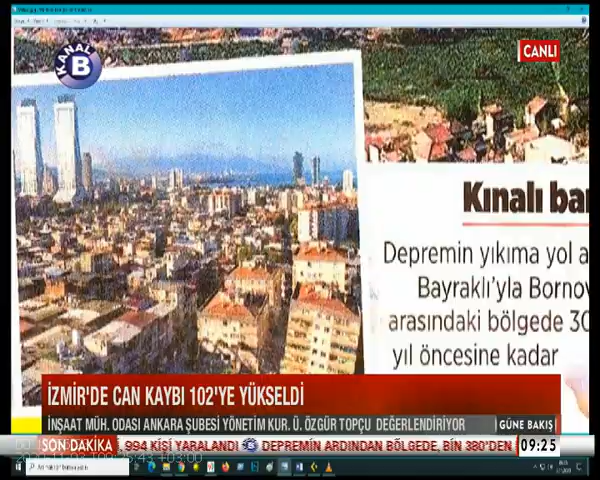 KANAL B
CANLI
Kınalı ba
Depremin yıkıma yol a
Bayraklı'yla Bornov
arasındaki bölgede 30
yıl öncesine kadar
İZMİR'DE CAN KAYBI 102'YE YÜKSELDİ
İNŞAAT MÜH. ODASI ANKARA ŞUBESİ YÖNETİM KUR. Ü. ÖZGÜR TOPÇU DEĞERLENDİRİYOR
GÜNE BAKIŞ
SON DAKİKA
, 994 KİŞİ YARALANDI B DEPREMİN ARDINDAN BÖLGEDE, BİN 380'DEN
09:25